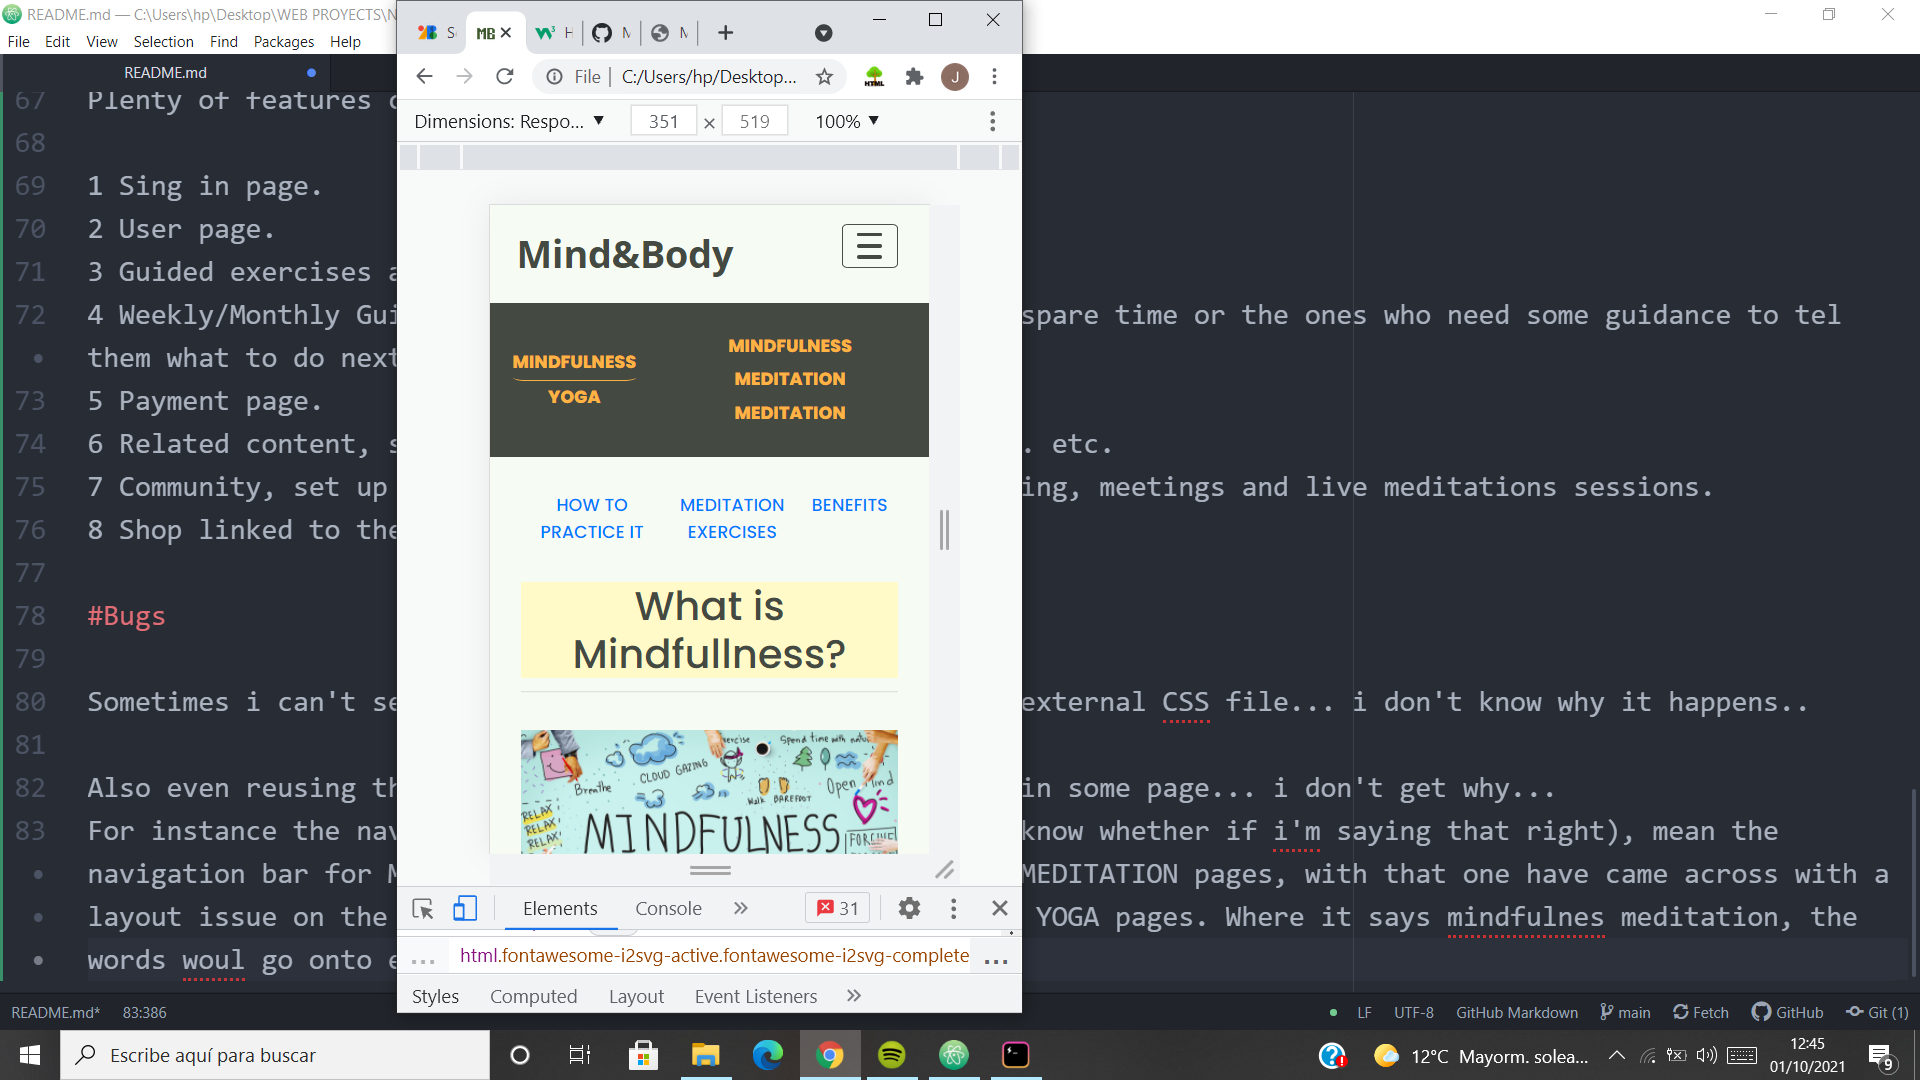 README.md — C:\Users\hp\Desktop\WEB PROYECTS\N
File Edit View Selection Find Packages Help
README.md
67 Plenty of features
68
69 1 Sing in page.
70 2 User page.
71 3 Guided exercises
72 4 Weekly/Monthly Gui
spare time or the ones who need some guidance to tel
• them what to do next
73 5 Payment page.
74 6 Related content, s
. etc.
75 7 Community, set up
ing, meetings and live meditations sessions.
76 8 Shop linked to the
77
78 #Bugs
79
80 Sometimes i can't se
external CSS file... i don't know why it happens..
81
82 Also even reusing th
in some page... i don't get why...
83 For instance the nav
know whether if i'm saying that right), mean the
• navigation bar for M
MEDITATION pages, with that one have came across with a
• layout issue on the
YOGA pages. Where it says mindfulnes meditation, the
• words woul go onto e
README.md* 83:386
LF UTF-8 GitHub Markdown main Fetch GitHub Git (1)
S MB H M M
File | C:/Users/hp/Desktop... J
Dimensions: Respo... 351 × 519 100%
Mind&Body
MINDFULNESS
YOGA
MINDFULNESS
MEDITATION
MEDITATION
HOW TO
PRACTICE IT
MEDITATION
EXERCISES
BENEFITS
What is
Mindfullness?
Spend time with natur
CLOUD GAZING
Breathe
Walk BAREFOOT
Open Mind
RELAX
RELAX
RELAX
MINDFULNESS
FORGIVE
Elements Console » 31
... html.fontawesome-i2svg-active.fontawesome-i2svg-complete ...
Styles Computed Layout Event Listeners »
Escribe aquí para buscar
12°C Mayorm. solea...
12:45
01/10/2021
9